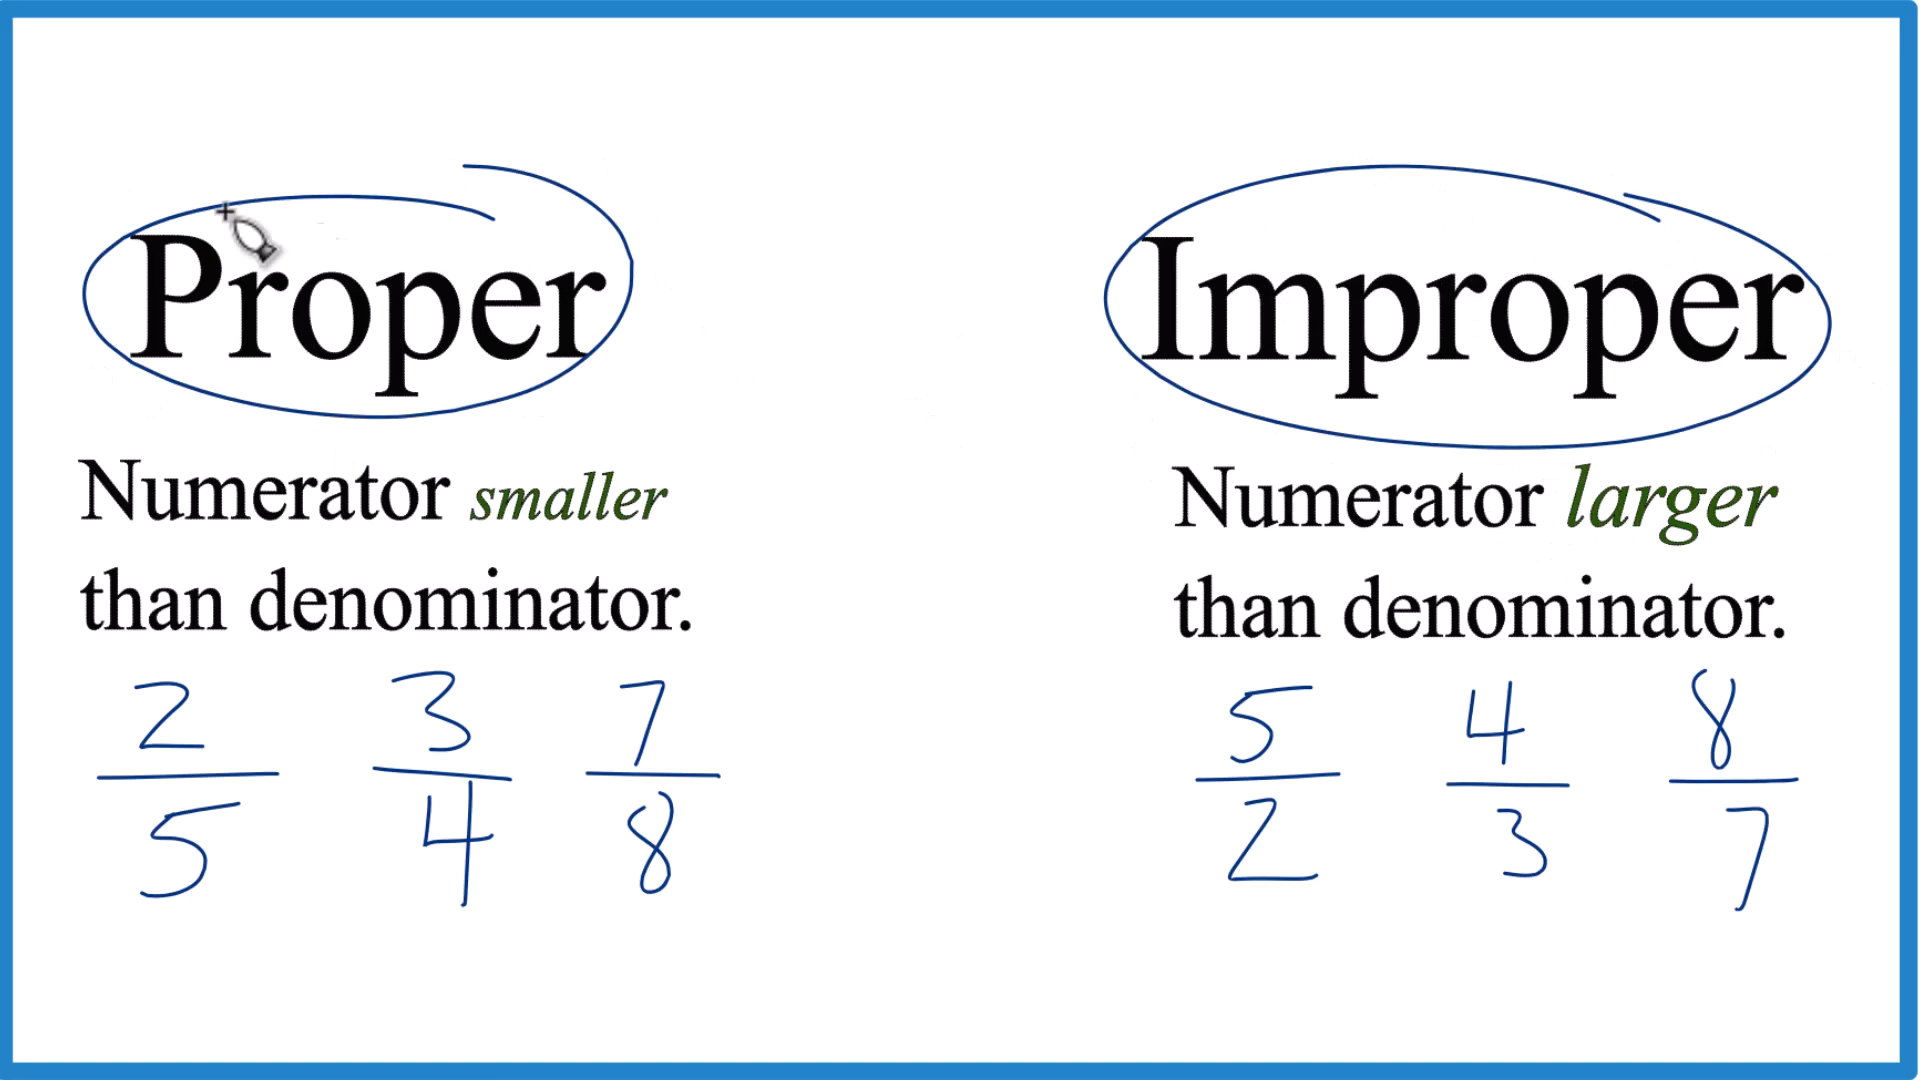 Proper
Numerator smaller
than denominator.
2/5 3/4 7/8
Improper
Numerator larger
than denominator.
5/2 4/3 8/7